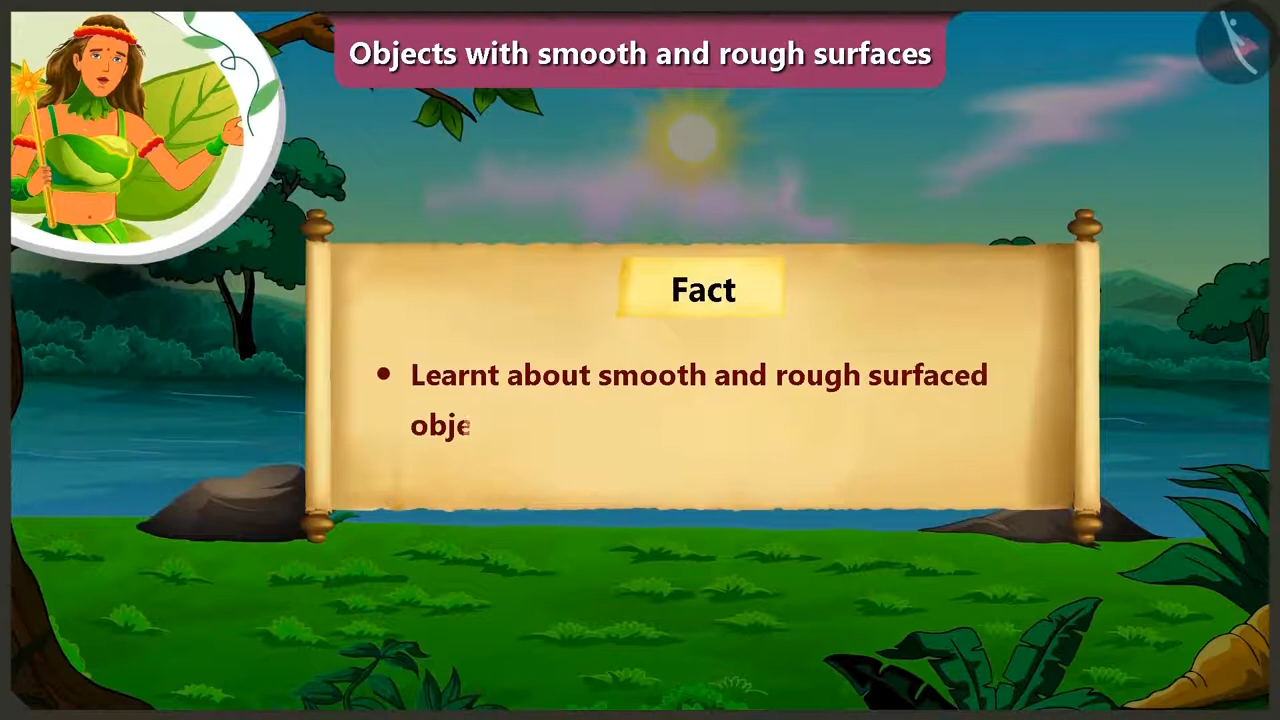 Objects with smooth and rough surfaces
Fact
• Learnt about smooth and rough surfaced
obje